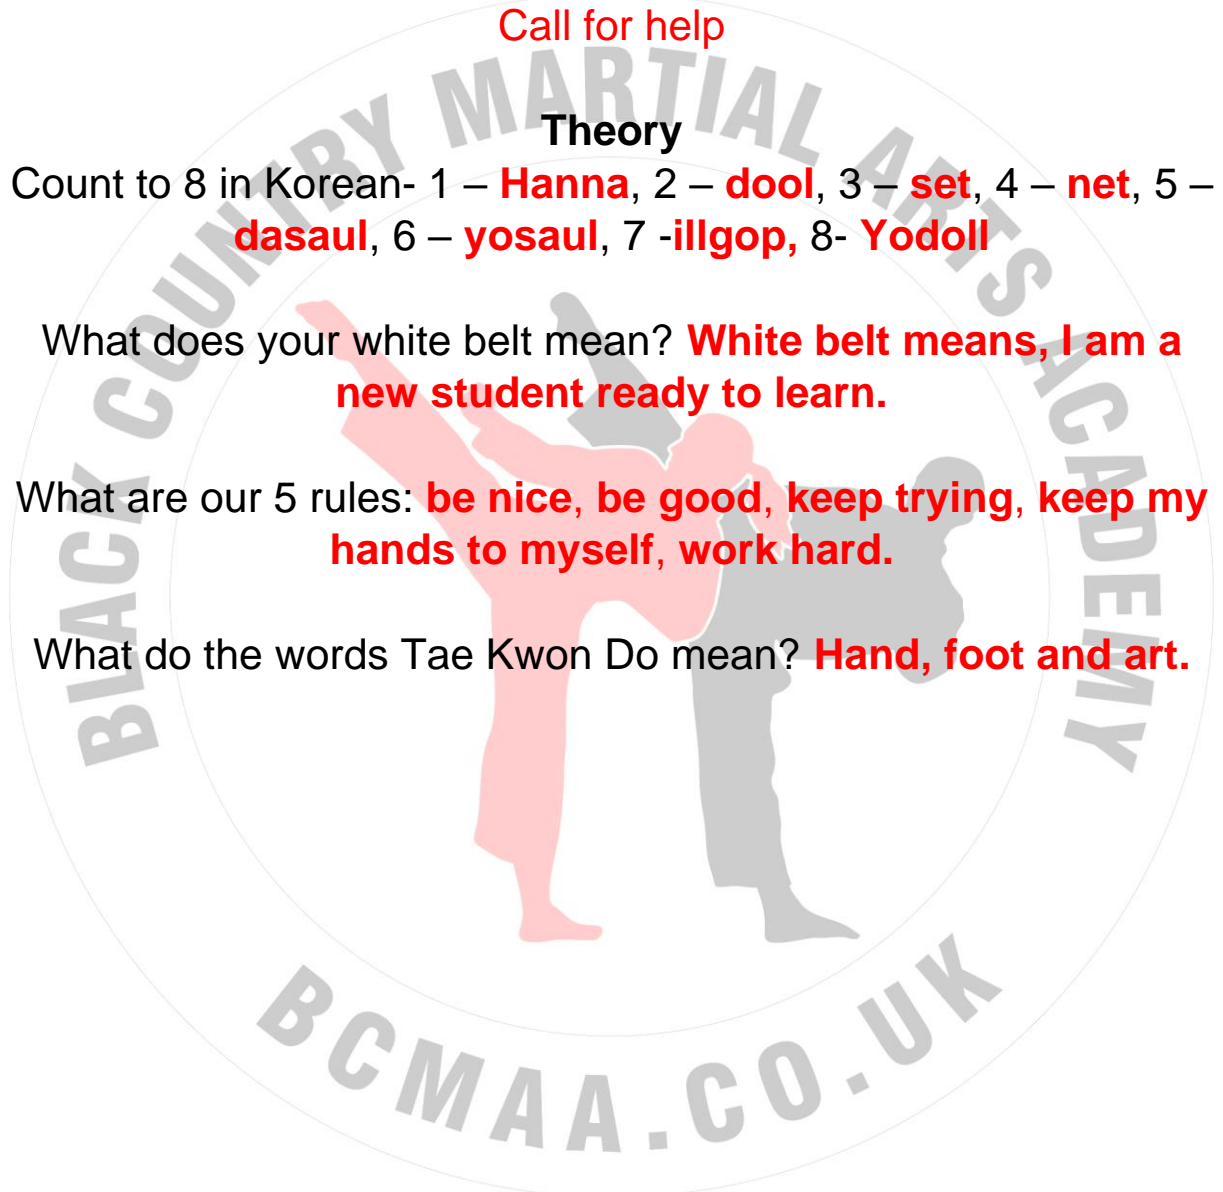 Call for help
Theory
Count to 8 in Korean- 1 – Hanna, 2 – dool, 3 – set, 4 – net, 5 –
dasaul, 6 – yosaul, 7 -illgop, 8- Yodoll
What does your white belt mean? White belt means, I am a
new student ready to learn.
What are our 5 rules: be nice, be good, keep trying, keep my
hands to myself, work hard.
What do the words Tae Kwon Do mean? Hand, foot and art.
BLACK COUNTRY MARTIAL ARTS ACADEMY
BCMAA.CO.UK